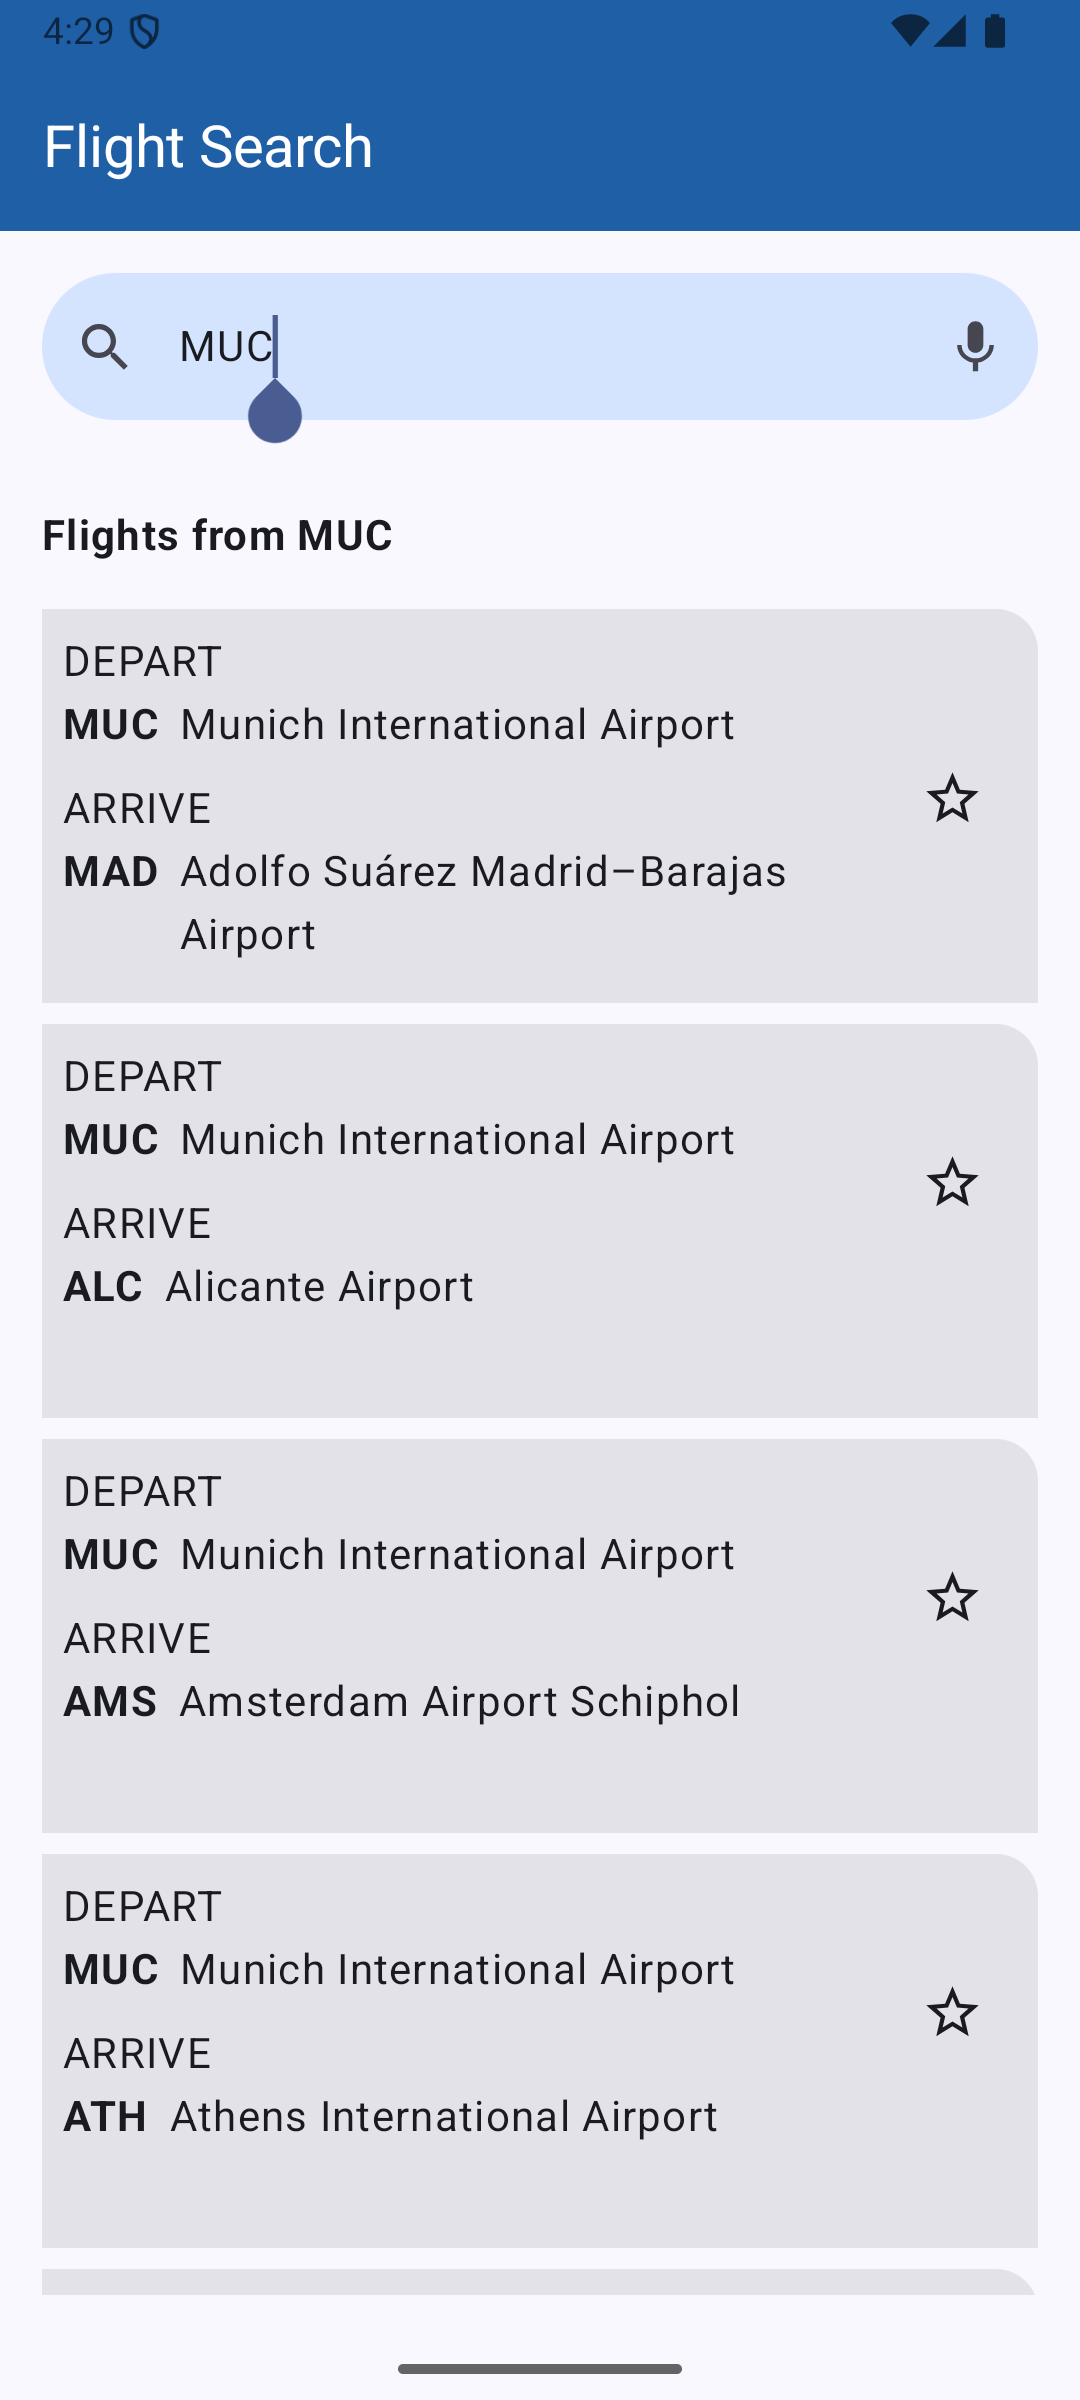 4:29
Flight Search
MUC
Flights from MUC
DEPART
MUC Munich International Airport
ARRIVE
MAD Adolfo Suárez Madrid–Barajas
Airport
DEPART
MUC Munich International Airport
ARRIVE
ALC Alicante Airport
DEPART
MUC Munich International Airport
ARRIVE
AMS Amsterdam Airport Schiphol
DEPART
MUC Munich International Airport
ARRIVE
ATH Athens International Airport